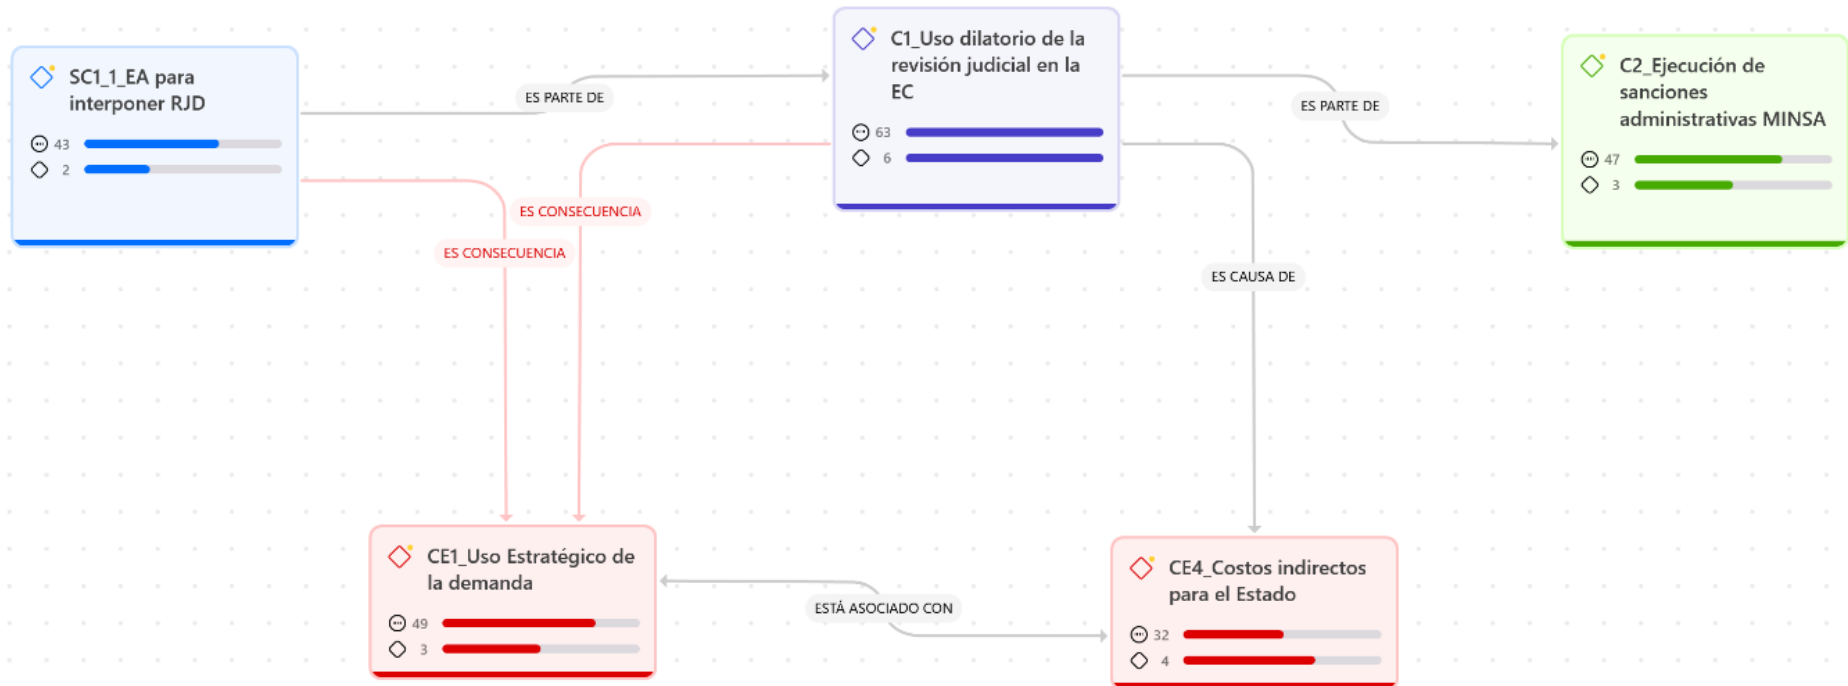 SC1_1_EA para
interponer RJD
43
2
ES PARTE DE
C1_Uso dilatorio de la
revisión judicial en la
EC
63
6
ES PARTE DE
C2_Ejecución de
sanciones
administrativas MINSA
47
3
ES CONSECUENCIA
ES CONSECUENCIA
ES CAUSA DE
CE1_Uso Estratégico de
la demanda
49
3
ESTÁ ASOCIADO CON
CE4_Costos indirectos
para el Estado
32
4